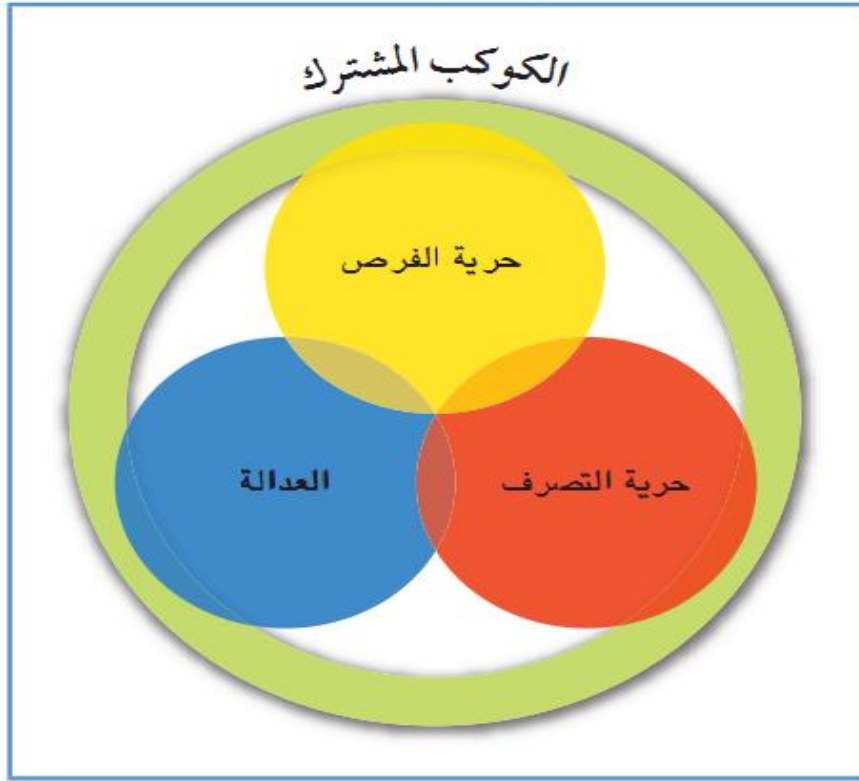 الكوكب المشترك
حرية الفرص
حرية التصرف
العدالة